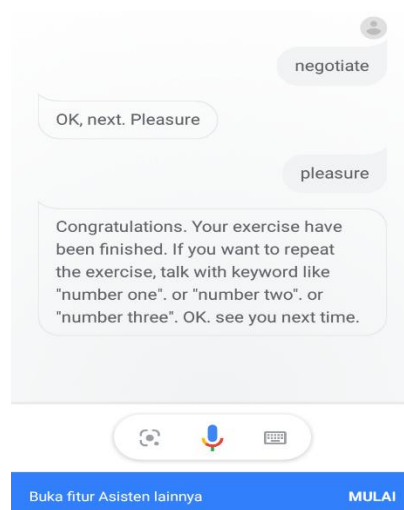 negotiate
OK, next. Pleasure
pleasure
Congratulations. Your exercise have
been finished. If you want to repeat
the exercise, talk with keyword like
"number one". or "number two". or
"number three". OK. see you next time.
Buka fitur Asisten lainnya MULAI